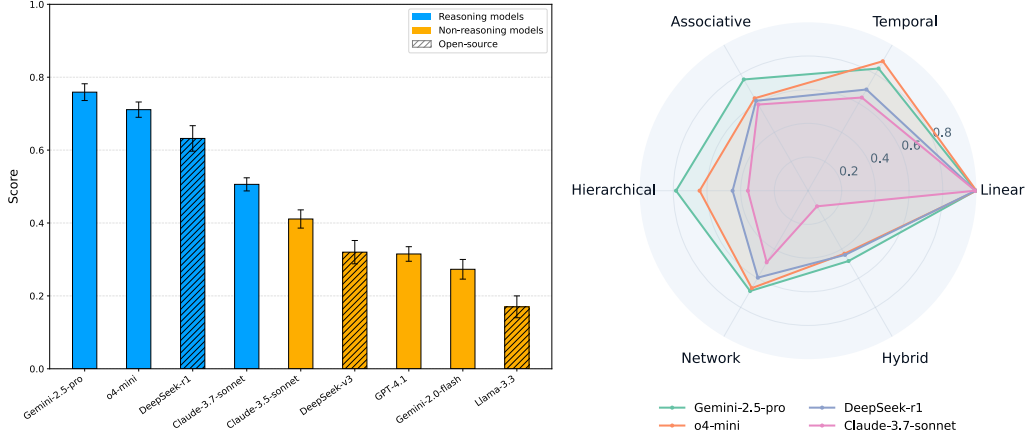 Reasoning models
Non-reasoning models
Open-source
1.0
0.8
0.6
0.4
0.2
0.0
Score
Gemini-2.5-pro
o4-mini
DeepSeek-r1
Claude-3.7-sonnet
Claude-3.5-sonnet
DeepSeek-v3
GPT-4.1
Gemini-2.0-flash
Llama-3.3
Associative
Temporal
0.8
0.6
0.4
0.2
Hierarchical
Linear
Network
Hybrid
Gemini-2.5-pro
DeepSeek-r1
o4-mini
Claude-3.7-sonnet